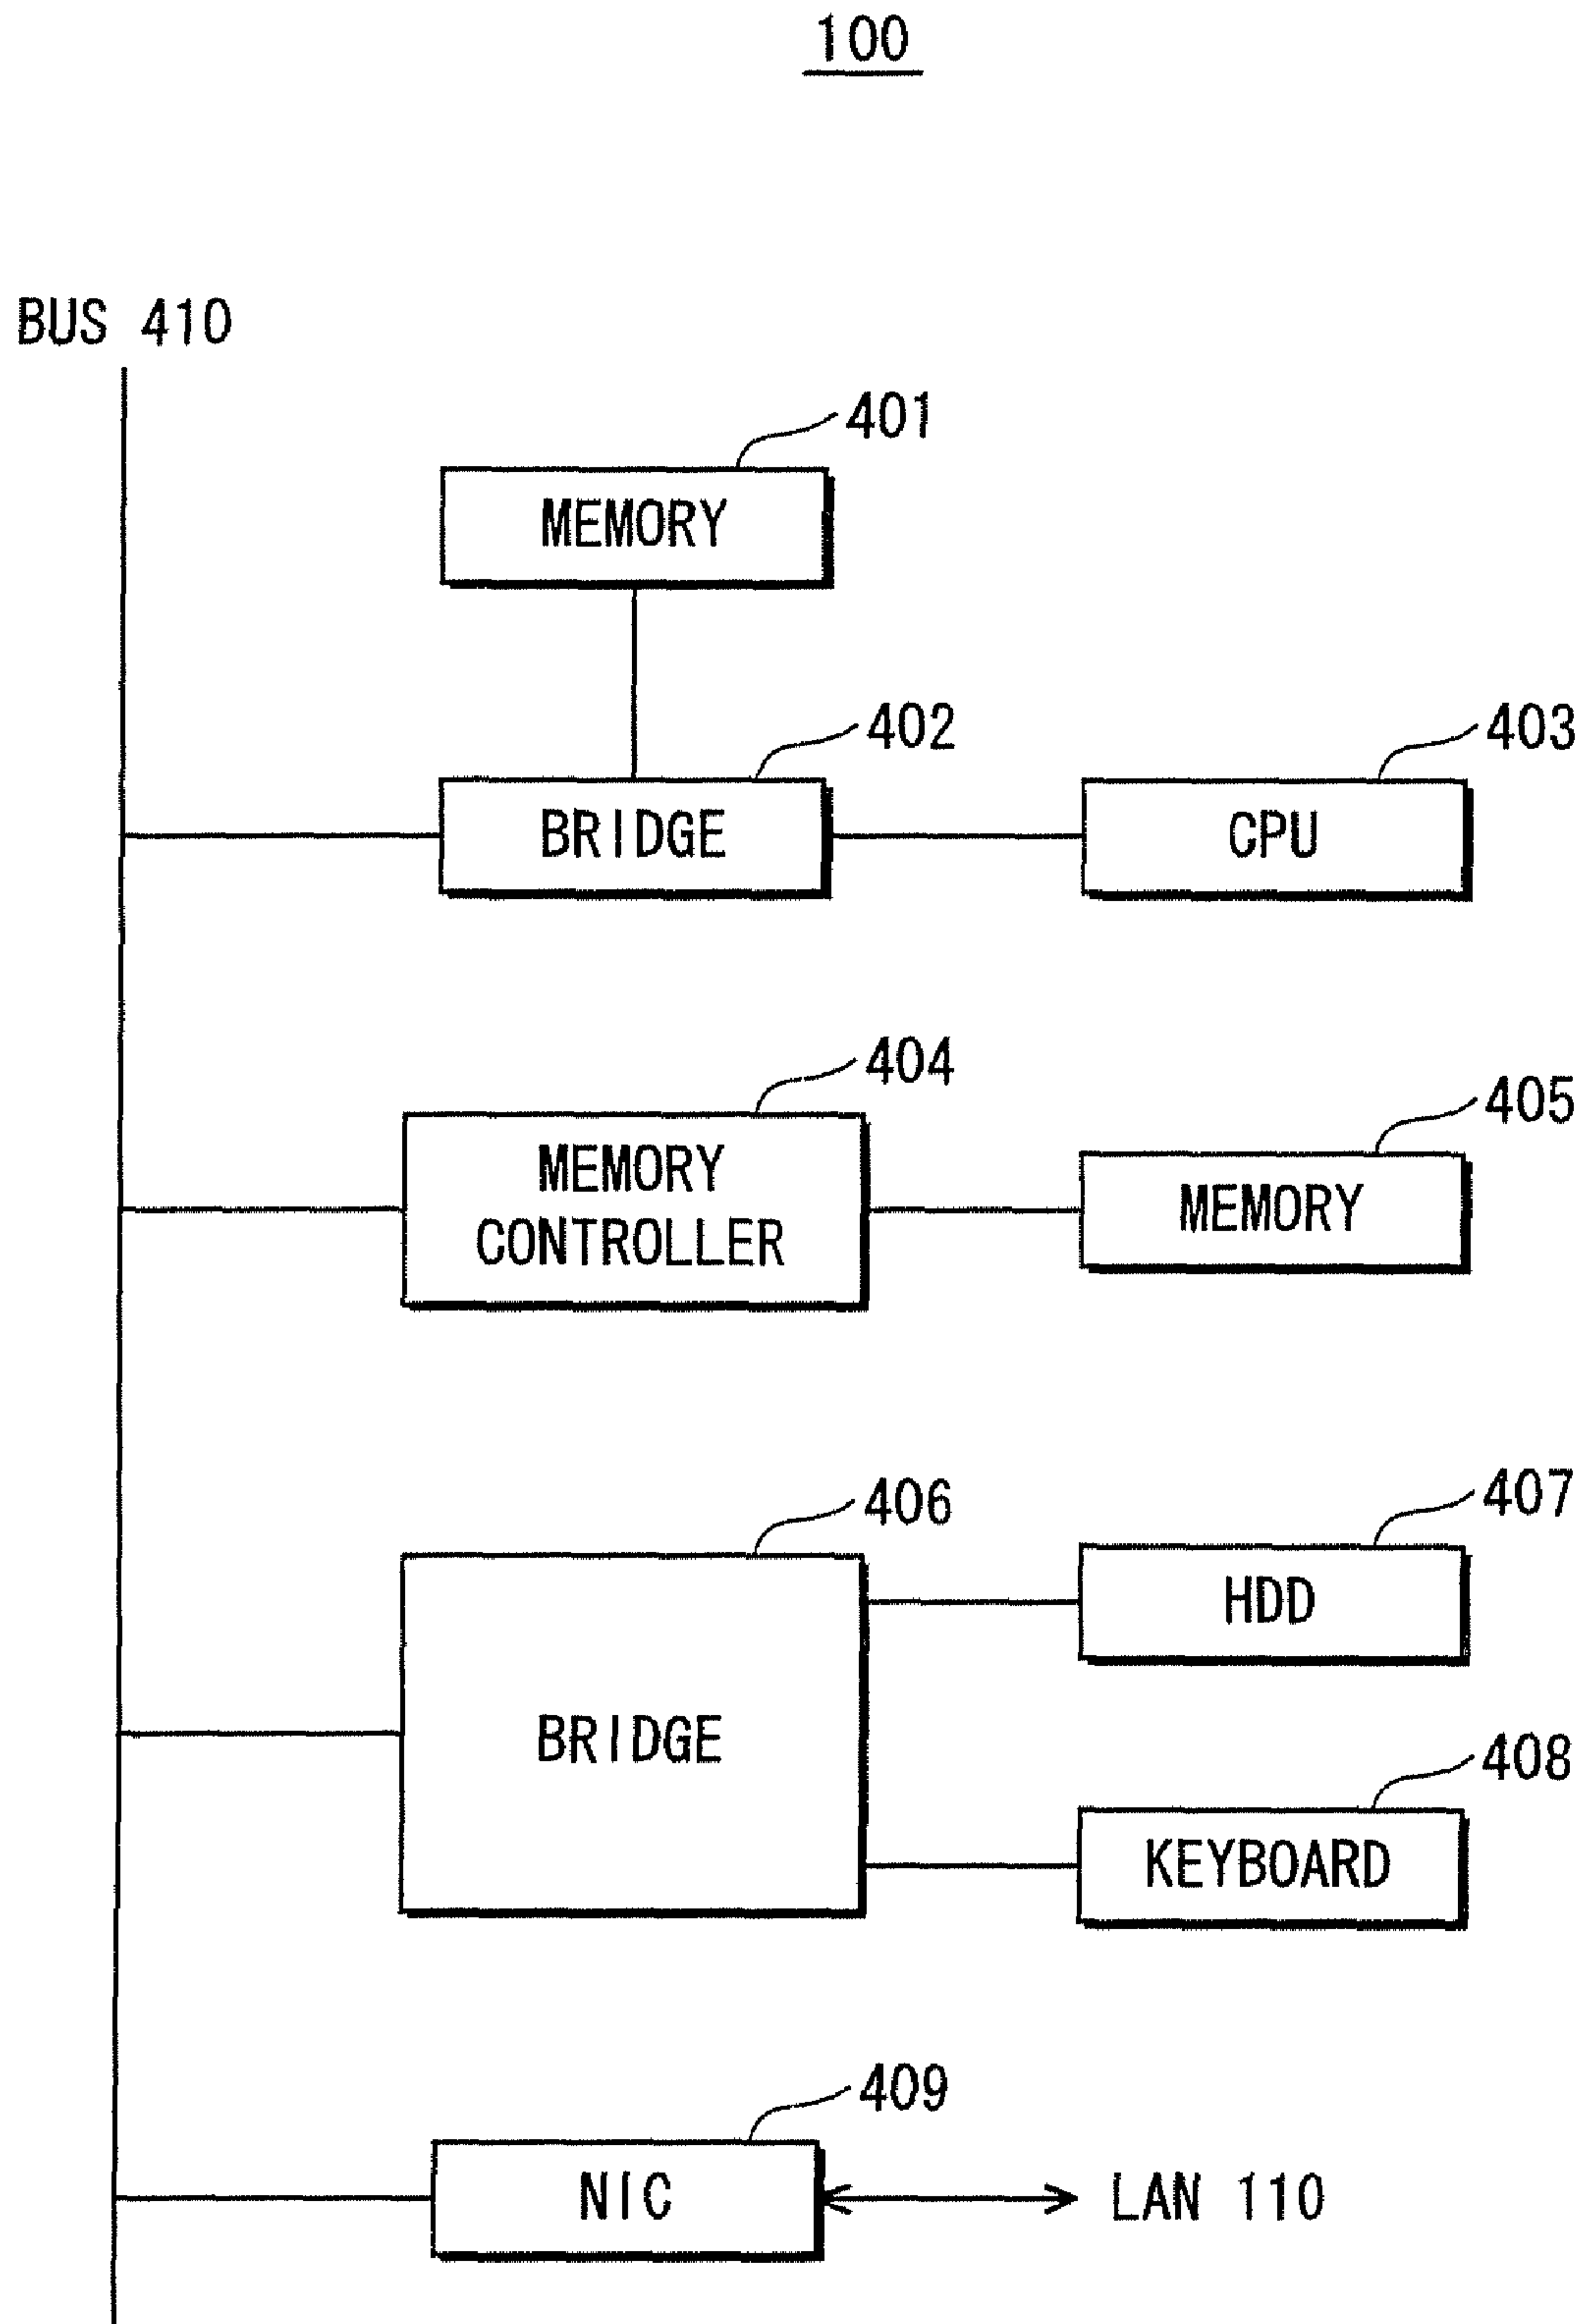 100
BUS 410
401
MEMORY
402
403
BRIDGE
CPU
404
405
MEMORY
CONTROLLER
MEMORY
406
407
HDD
BRIDGE
408
KEYBOARD
409
NIC
LAN 110